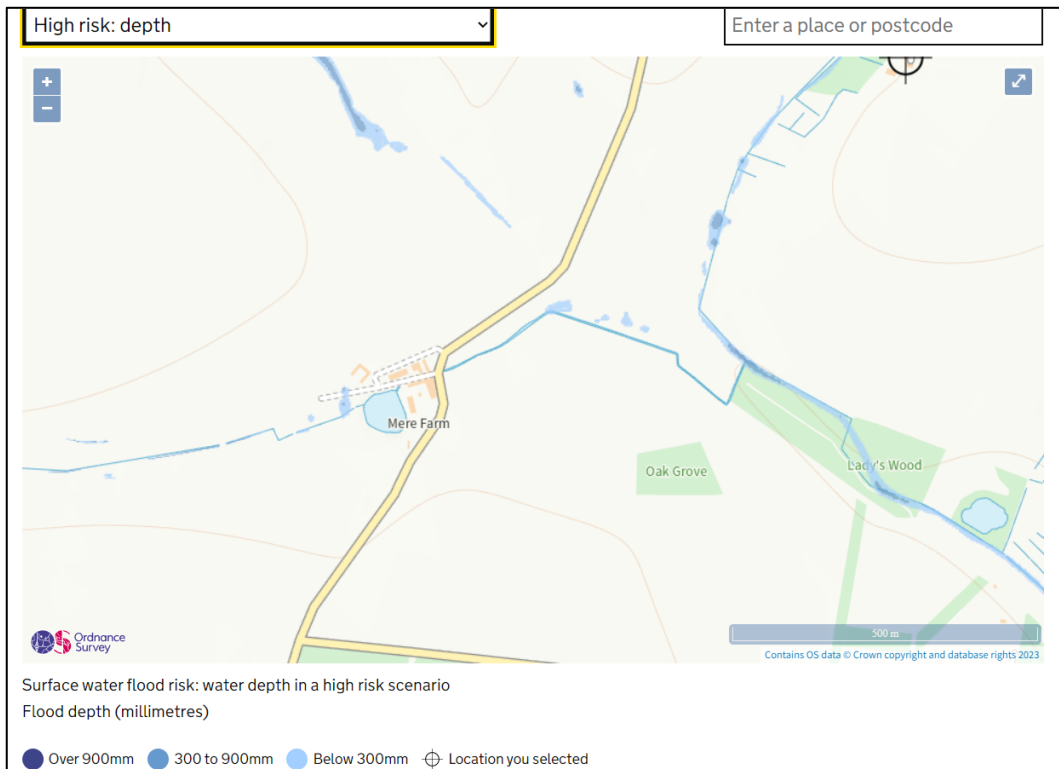 High risk: depth
Enter a place or postcode
+
−
Mere Farm
Oak Grove
Lady's Wood
Ordnance
Survey
500 m
Contains OS data © Crown copyright and database rights 2023
Surface water flood risk: water depth in a high risk scenario
Flood depth (millimetres)
Over 900mm 300 to 900mm Below 300mm Location you selected